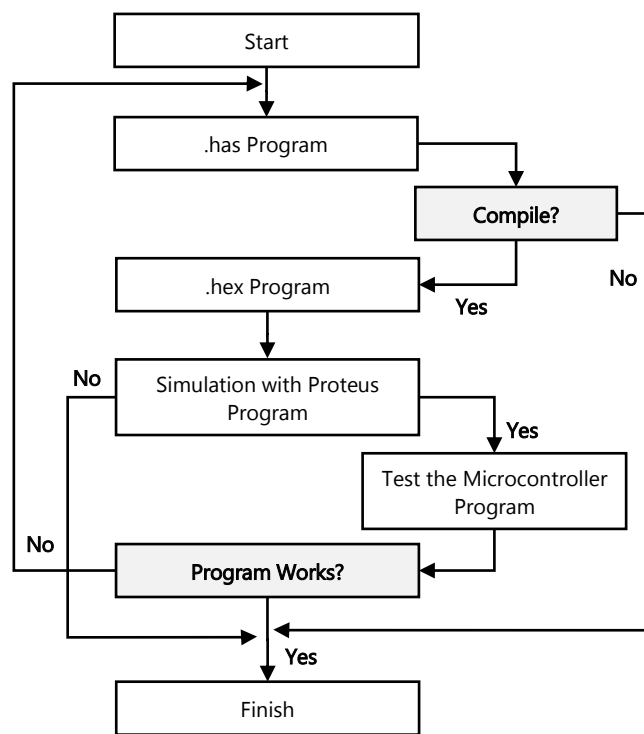 Start
.has Program
Compile?
No
.hex Program
Yes
No
Simulation with Proteus
Program
Yes
Test the Microcontroller
Program
No
Program Works?
Yes
Finish